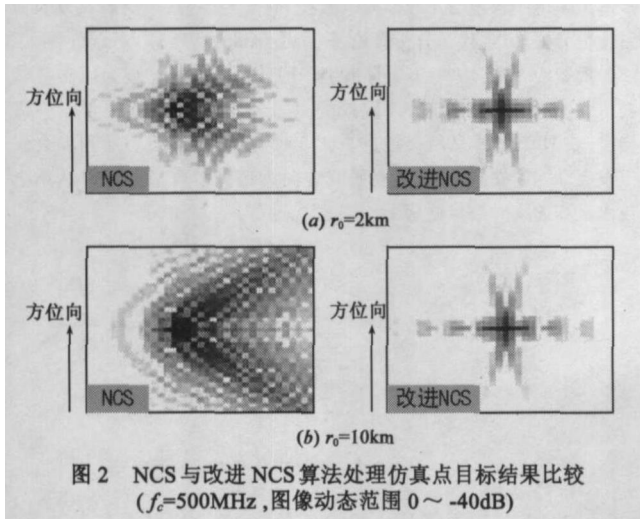 方位向
NCS
方位向
改进NCS
(a) r₀=2km
方位向
NCS
方位向
改进NCS
(b) r₀=10km
图 2 NCS 与改进 NCS 算法处理仿真点目标结果比较
( fc=500MHz ,图像动态范围 0 ~ -40dB)